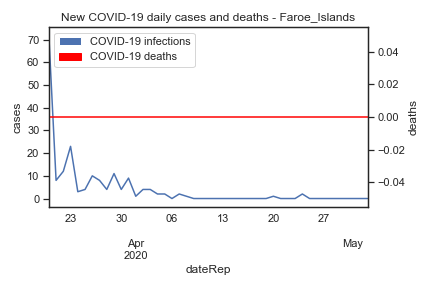 New COVID-19 daily cases and deaths - Faroe_Islands
COVID-19 infections
COVID-19 deaths
70
60
50
40
30
20
10
0
cases
0.04
0.02
0.00
−0.02
−0.04
deaths
23
30
06
13
20
27
Apr
2020
May
dateRep